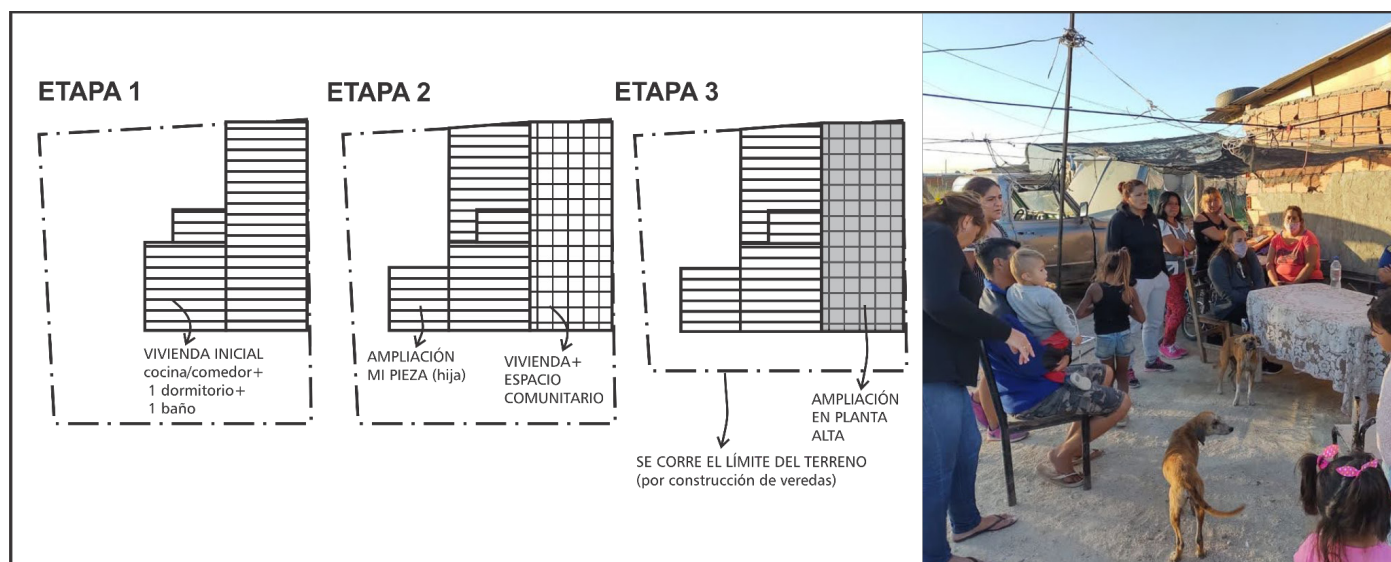 ETAPA 1
VIVIENDA INICIAL
cocina/comedor+
1 dormitorio+
1 baño
ETAPA 2
AMPLIACIÓN
MI PIEZA (hija)
VIVIENDA+
ESPACIO
COMUNITARIO
ETAPA 3
AMPLIACIÓN
EN PLANTA
ALTA
SE CORRE EL LÍMITE DEL TERRENO
(por construcción de veredas)